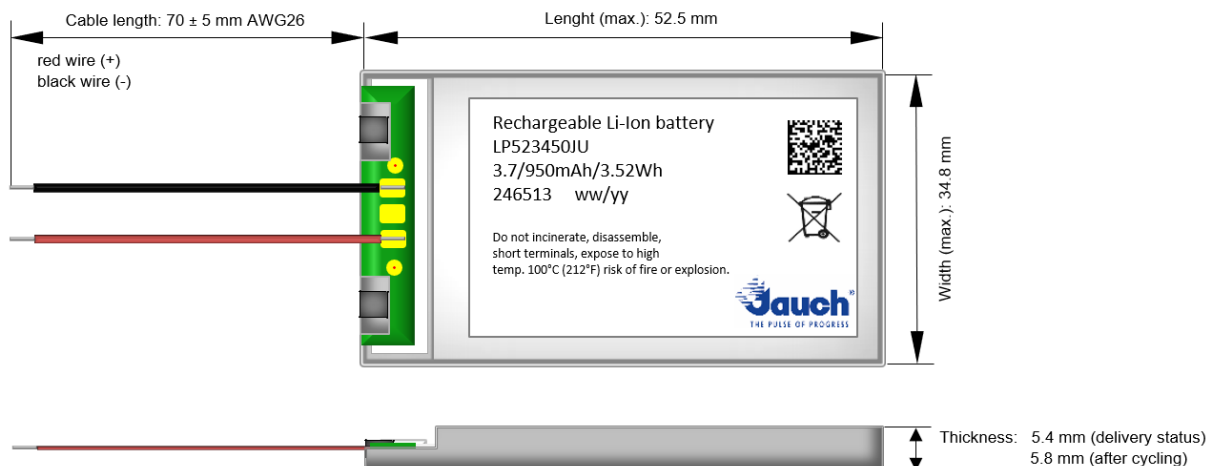 Cable length: 70 ± 5 mm AWG26
Lenght (max.): 52.5 mm
red wire (+)
black wire (-)
Rechargeable Li-Ion battery
LP523450JU
3.7/950mAh/3.52Wh
246513 ww/yy
Do not incinerate, disassemble,
short terminals, expose to high
temp. 100°C (212°F) risk of fire or explosion.
Jauch®
THE PULSE OF PROGRESS
Width (max.): 34.8 mm
Thickness: 5.4 mm (delivery status)
5.8 mm (after cycling)